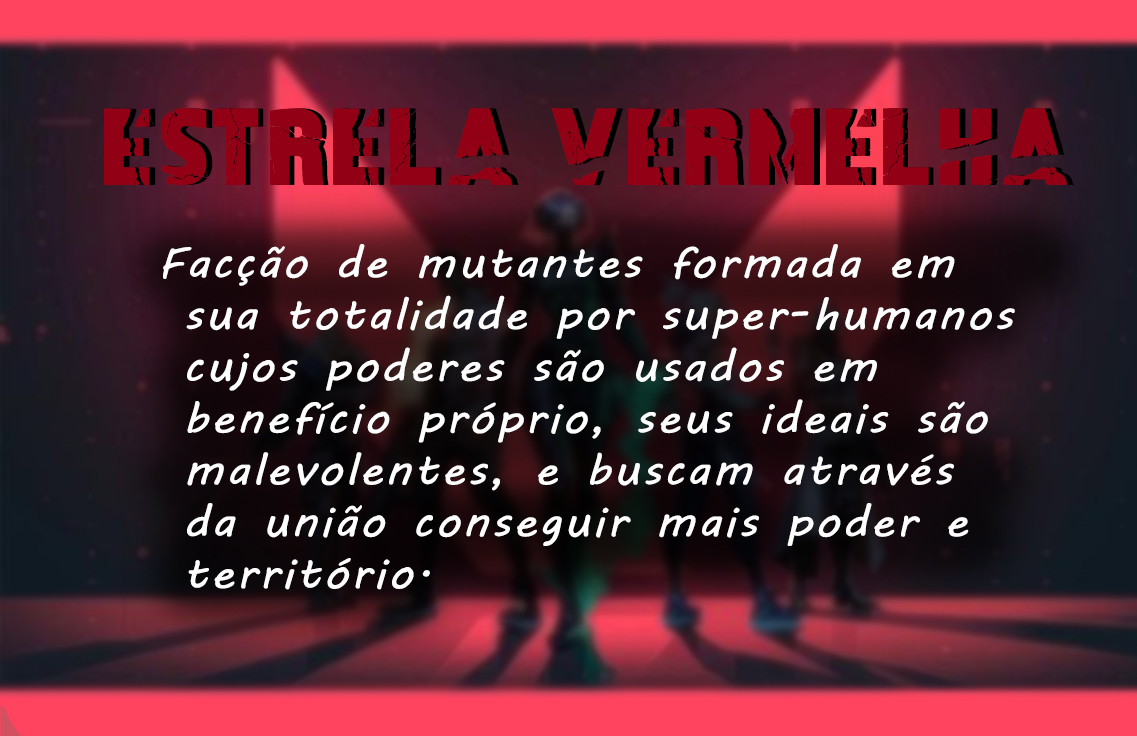 ESTRELA VERMELHA
Facção de mutantes formada em
sua totalidade por super-humanos
cujos poderes são usados em
benefício próprio, seus ideais são
malevolentes, e buscam através
da união conseguir mais poder e
território.